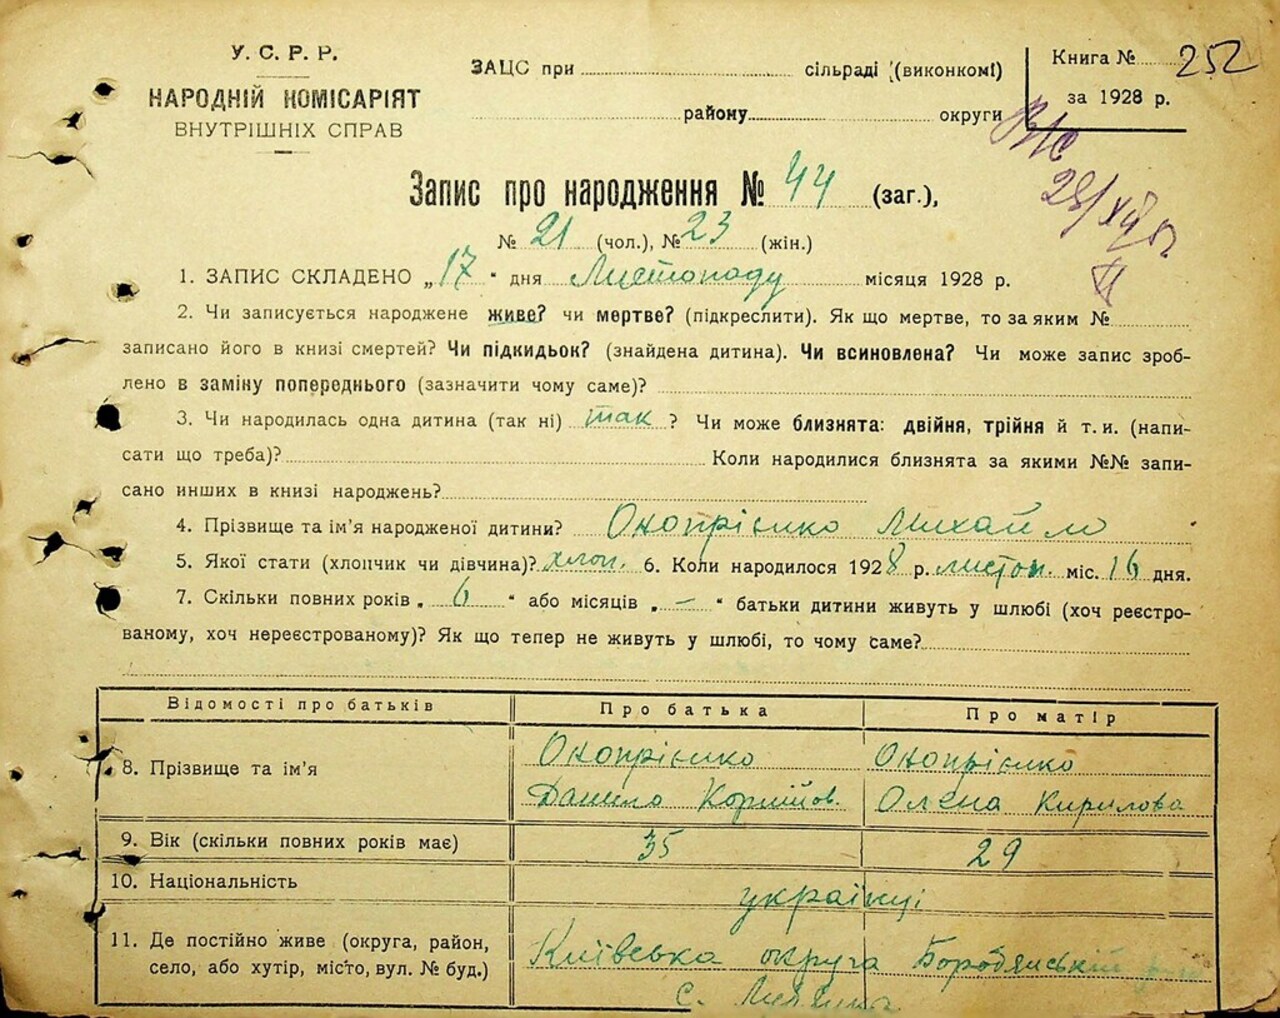 У. С. Р. Р.
НАРОДНІЙ КОМІСАРІЯТ
ВНУТРІШНІХ СПРАВ
ЗАЦС при сільраді (виконкомі)
району округи
Книга № 252
за 1928 р.
Запис про народження № 44 (заг.),
№ 21 (чол.), № 23 (жін.)
1. ЗАПИС СКЛАДЕНО „17“ дня Листопаду місяця 1928 р.
2. Чи записується народжене живе? чи мертве? (підкреслити). Як що мертве, то за яким №
записано його в книзі смертей? Чи підкидьок? (знайдена дитина). Чи всиновлена? Чи може запис зроб-
лено в заміну попереднього (зазначити чому саме)?
3. Чи народилась одна дитина (так ні) так ? Чи може близнята: двійня, трійня й т. и. (напи-
сати що треба)? Коли народилися близнята за якими №№ запи-
сано инших в книзі народжень?
4. Прізвище та ім’я народженої дитини? Онопрієнко Михайло
5. Якої стати (хлопчик чи дівчина)? хлоп. 6. Коли народилося 1928 р. листоп. міс. 16 дня.
7. Скільки повних років „ 6 “ або місяців „ — “ батьки дитини живуть у шлюбі (хоч реєстро-
ваному, хоч нереєстрованому)? Як що тепер не живуть у шлюбі, то чому саме?
Відомості про батьків Про батька Про матір
8. Прізвище та ім’я Онопрієнко Данило Онопрієнко Олена Кирилова
9. Вік (скільки повних років має) 35 29
10. Національність українці
11. Де постійно живе (округа, район, Київська округа Бородянський
село, або хутір, місто, вул. № буд.) с.